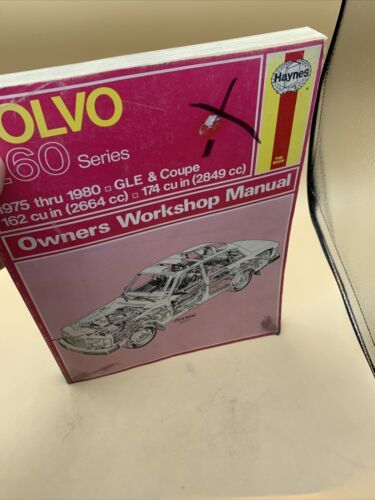 OLVO
260 Series
1975 thru 1980 □ GLE & Coupe
162 cu in (2664 cc) □ 174 cu in (2849 cc)
Owners Workshop Manual
Haynes